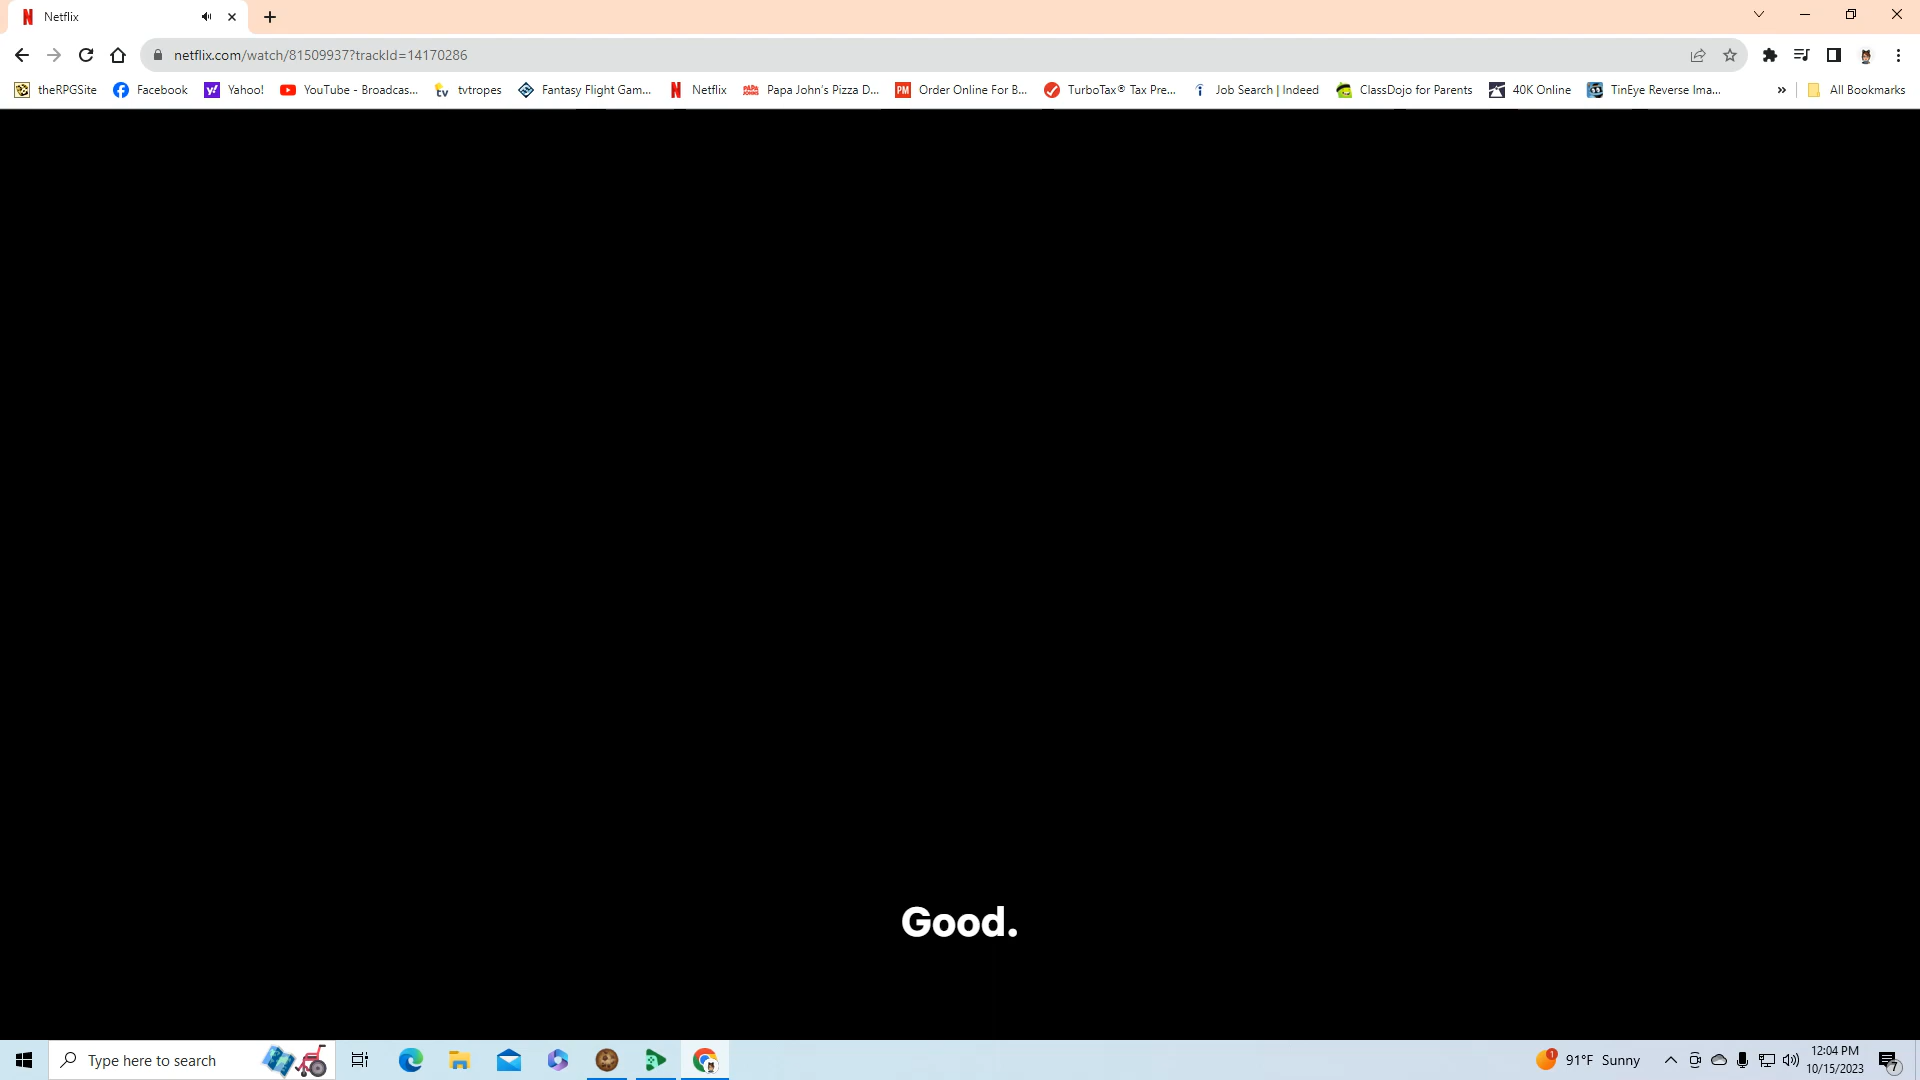 Netflix
netflix.com/watch/81509937?trackId=14170286
theRPGSite Facebook Yahoo! YouTube - Broadcas... tvtropes Fantasy Flight Gam... Netflix Papa John's Pizza D... Order Online For B... TurboTax® Tax Pre... Job Search | Indeed ClassDojo for Parents 40K Online TinEye Reverse Ima... » All Bookmarks
Good.
Type here to search 91°F Sunny 12:04 PM
10/15/2023 7